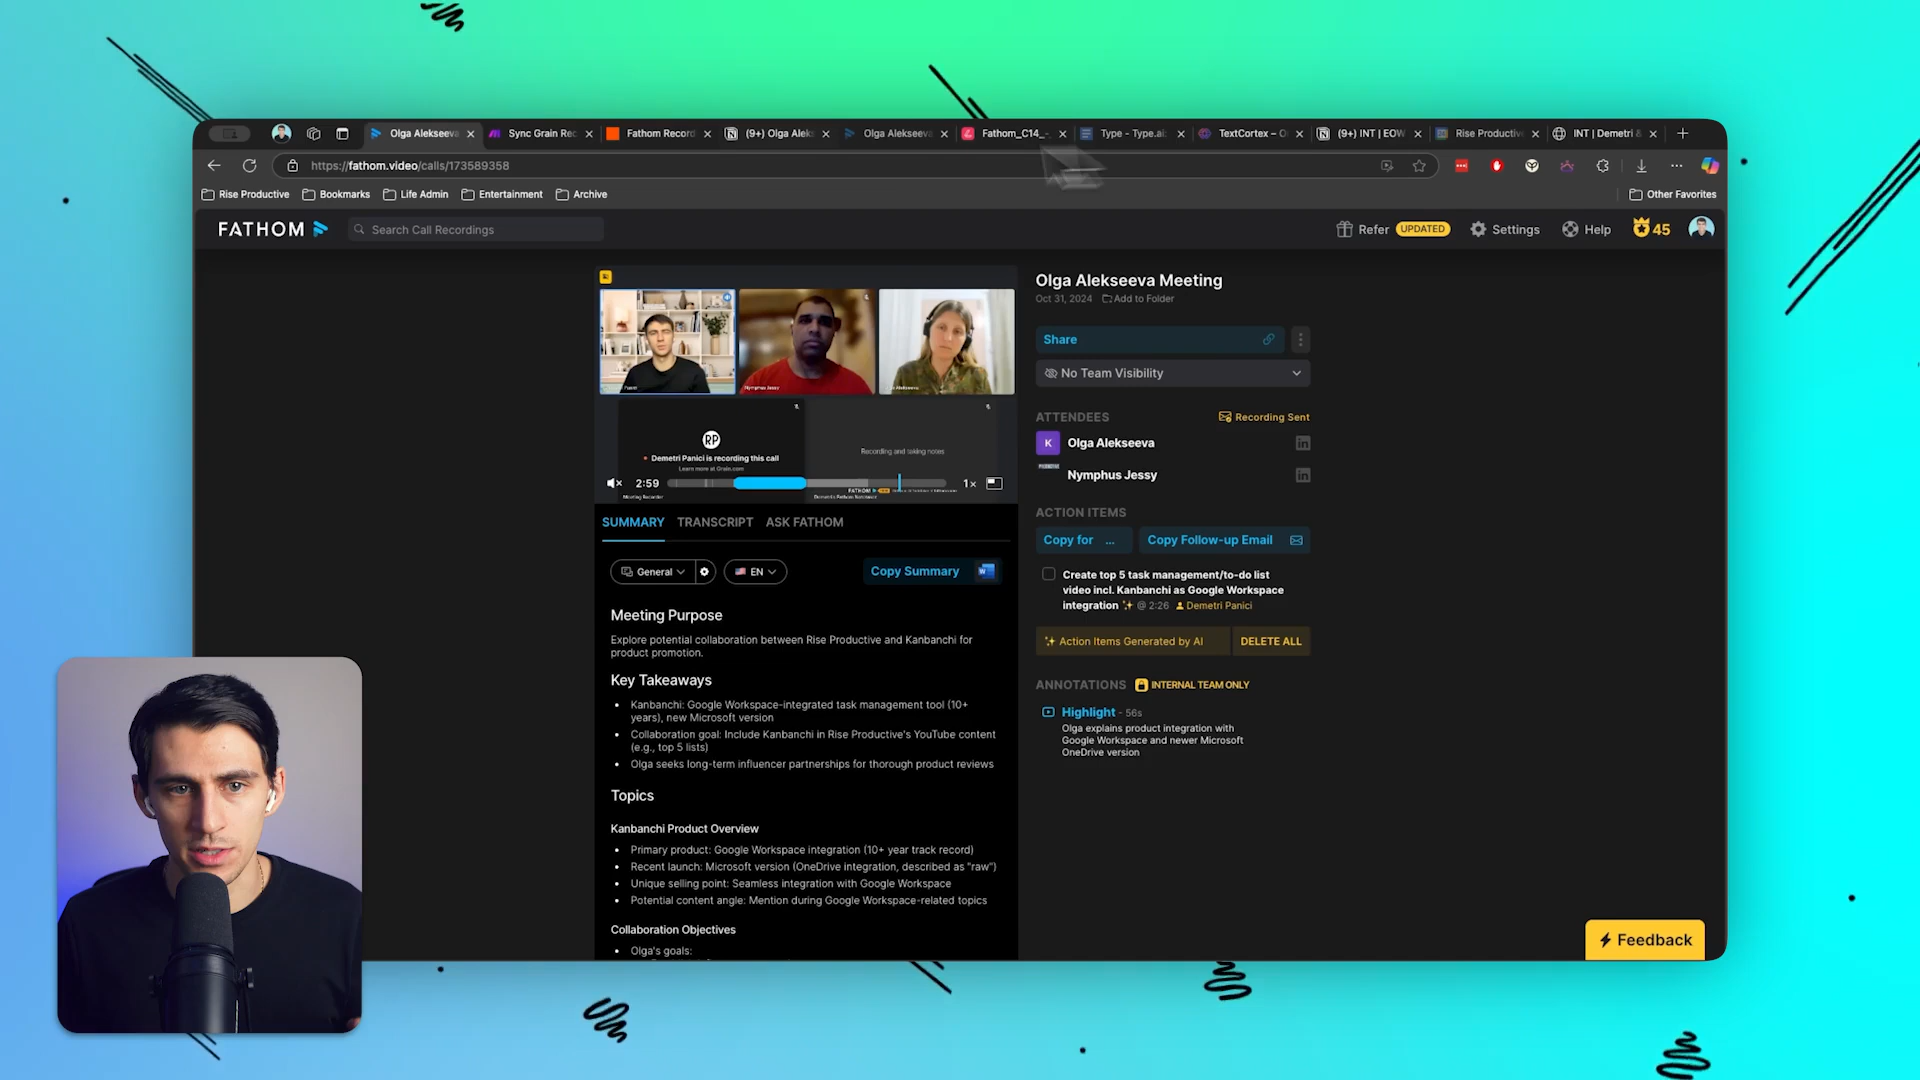 Olga Alekseeva
Sync Grain Rec
Fathom Record
(9+) Olga Alek
Olga Alekseeva
Fathom_C14_-
Type - Type.ai:
TextCortex – O
(9+) INT | EOW
Rise Productive
INT | Demetri &
https://fathom.video/calls/173589358
Rise Productive
Bookmarks
Life Admin
Entertainment
Archive
Other Favorites
FATHOM
Search Call Recordings
Refer
UPDATED
Settings
Help
45
Nymphus Jessy
RP
Demetri Panici is recording this call
Learn more at Grain.com
Meeting Recorder
Recording and taking notes
FATHOM
2:59
1×
SUMMARY
TRANSCRIPT
ASK FATHOM
General
EN
Copy Summary
Meeting Purpose
Explore potential collaboration between Rise Productive and Kanbanchi for
product promotion.
Key Takeaways
• Kanbanchi: Google Workspace-integrated task management tool (10+
years), new Microsoft version
• Collaboration goal: Include Kanbanchi in Rise Productive's YouTube content
(e.g., top 5 lists)
• Olga seeks long-term influencer partnerships for thorough product reviews
Topics
Kanbanchi Product Overview
• Primary product: Google Workspace integration (10+ year track record)
• Recent launch: Microsoft version (OneDrive integration, described as "raw")
• Unique selling point: Seamless integration with Google Workspace
• Potential content angle: Mention during Google Workspace-related topics
Collaboration Objectives
• Olga's goals:
Olga Alekseeva Meeting
Oct 31, 2024
Add to Folder
Share
No Team Visibility
ATTENDEES
Recording Sent
K
Olga Alekseeva
Nymphus Jessy
ACTION ITEMS
Copy for ...
Copy Follow-up Email
Create top 5 task management/to-do list
video incl. Kanbanchi as Google Workspace
integration @ 2:26 Demetri Panici
Action Items Generated by AI
DELETE ALL
ANNOTATIONS
INTERNAL TEAM ONLY
Highlight - 56s
Olga explains product integration with
Google Workspace and newer Microsoft
OneDrive version
Feedback